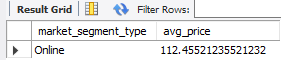 Result Grid Filter Rows:
market_segment_type avg_price
Online 112.45521235521232